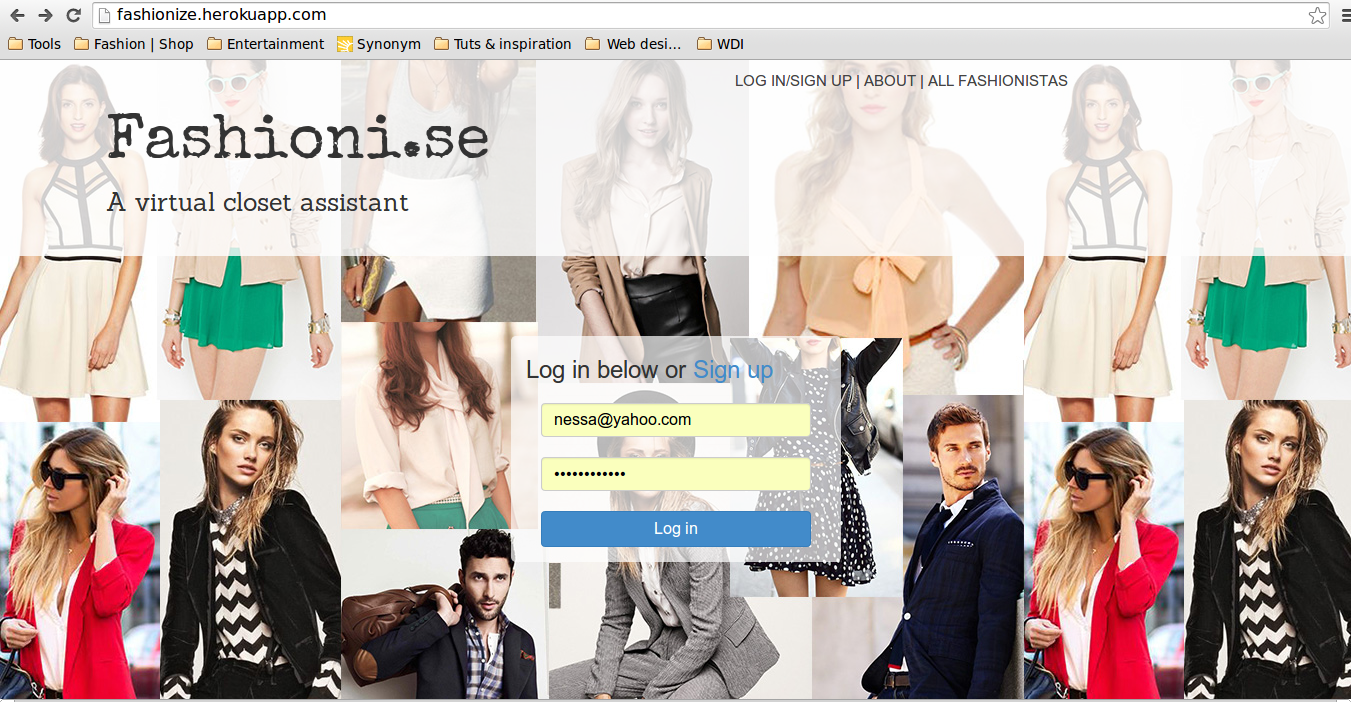 fashionize.herokuapp.com
Tools Fashion | Shop Entertainment Synonym Tuts & inspiration Web desi... WDI
LOG IN/SIGN UP | ABOUT | ALL FASHIONISTAS
Fashioni.se
A virtual closet assistant
Log in below or Sign up
nessa@yahoo.com
••••••••••••
Log in